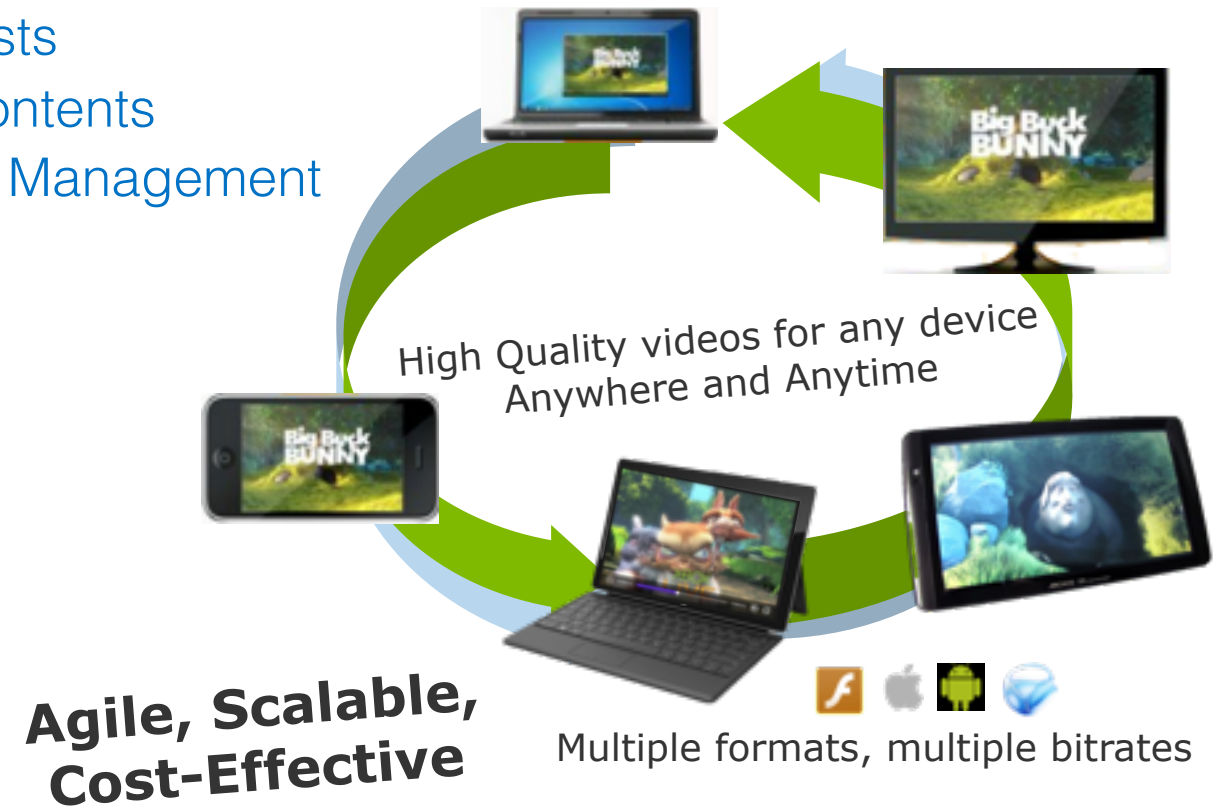 sts
ontents
Management
Big Buck
BUNNY
Big Buck
BUNNY
High Quality videos for any device
Anywhere and Anytime
Big Buck
BUNNY
Agile, Scalable,
Cost-Effective
Multiple formats, multiple bitrates